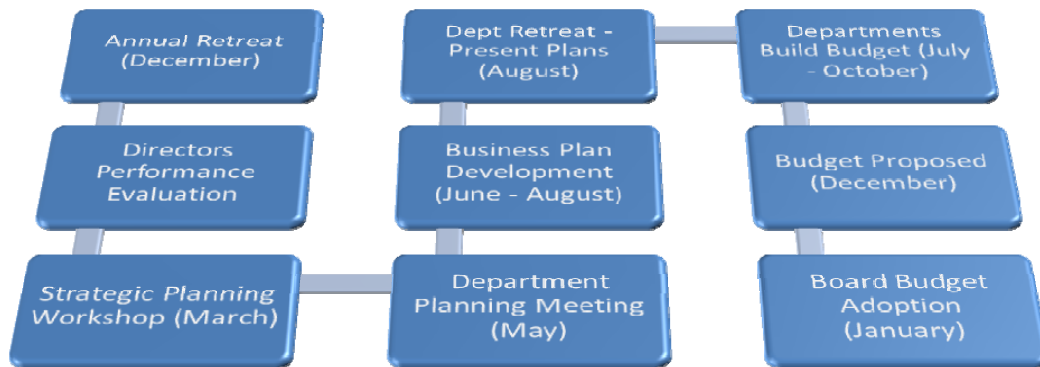 Annual Retreat
(December)
Directors
Performance
Evaluation
Strategic Planning
Workshop (March)
Department
Planning Meeting
(May)
Business Plan
Development
(June - August)
Dept Retreat -
Present Plans
(August)
Departments
Build Budget (July
- October)
Budget Proposed
(December)
Board Budget
Adoption
(January)